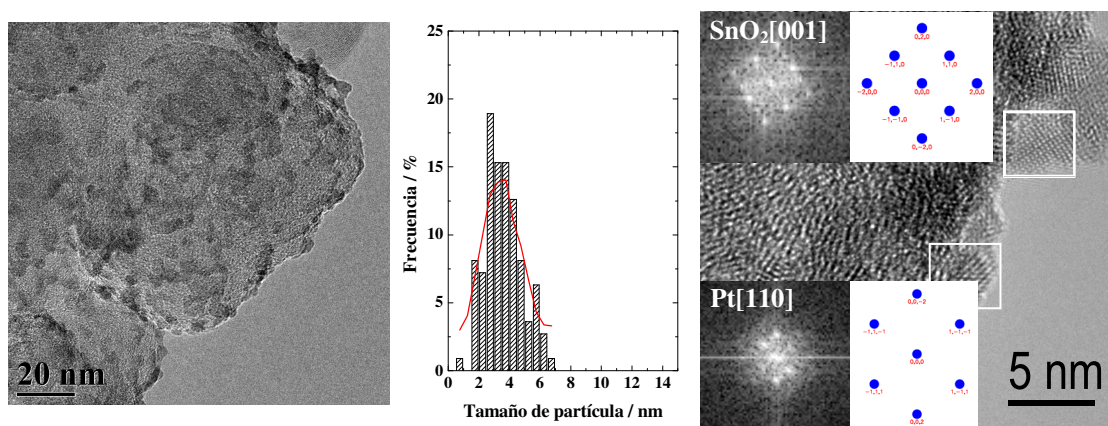 20 nm
25
20
15
10
5
0
0 2 4 6 8 10 12 14
Frecuencia / %
Tamaño de partícula / nm
SnO2[001]
0,2,0
−1,1,0 1,1,0
−2,0,0 0,0,0 2,0,0
−1,−1,0 1,−1,0
0,−2,0
Pt[110]
0,0,−2
−1,1,−1 1,−1,−1
0,0,0
−1,1,1 1,−1,1
0,0,2
5 nm